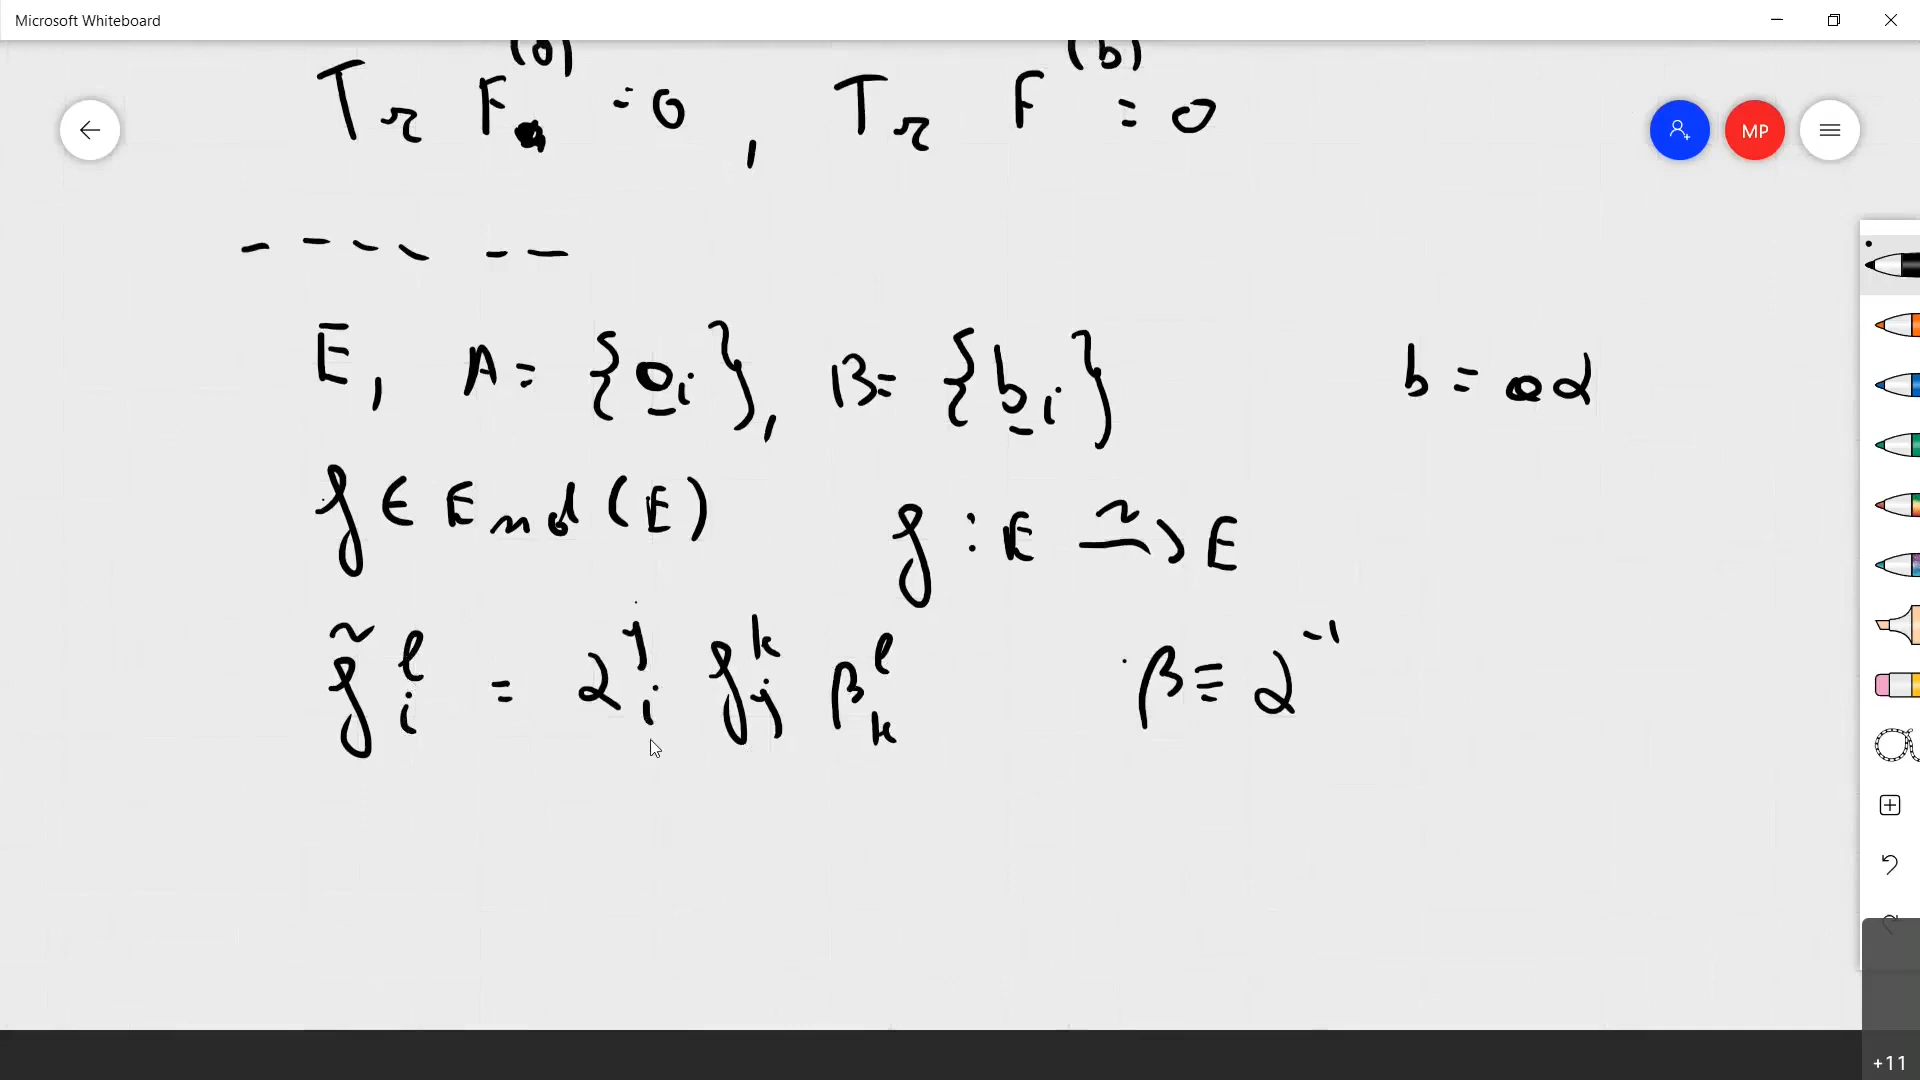 Microsoft Whiteboard
Tr F^(a) = 0, Tr F^(b) = 0
MP
E, A = {a_i}, B = {b_i} b = aα
f ∈ End(E) f : E ⥲ E
f̃_i^l = α_i^j f_j^k β_k^l β ≡ α^-1
+11